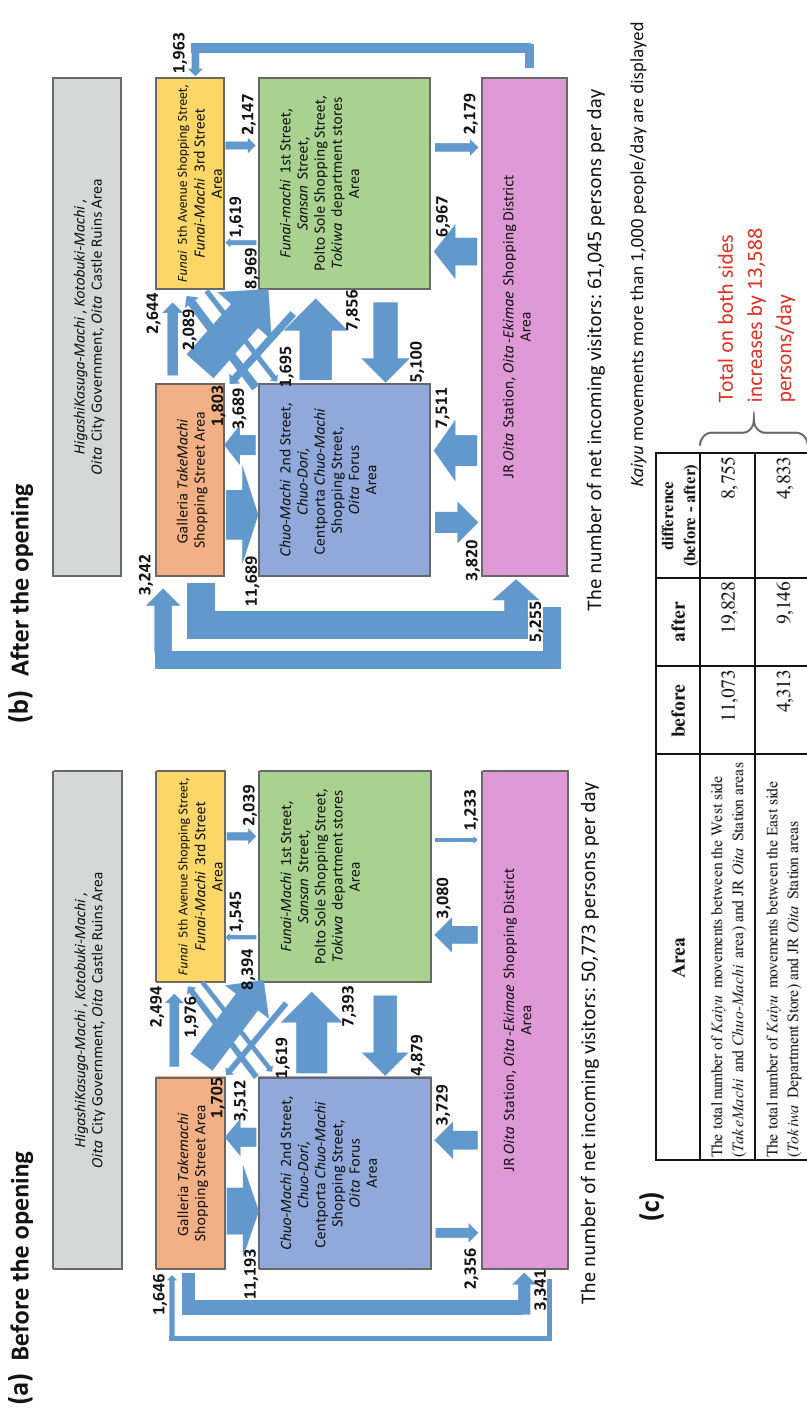 (a) Before the opening
HigashiKasuga-Machi, Kotobuki-Machi,
Oita City Government, Oita Castle Ruins Area
Galleria Takemachi
Shopping Street Area
Funai 5th Avenue Shopping Street,
Funai-Machi 3rd Street
Area
Chuo-Machi 2nd Street,
Chuo-Dori,
Centporta Chuo-Machi
Shopping Street,
Oita Forus
Area
Funai-Machi 1st Street,
Sansan Street,
Polto Sole Shopping Street,
Tokiwa department stores
Area
JR Oita Station, Oita-Ekimae Shopping District
Area
1,646
2,494
1,976
1,705
3,512
8,394
1,545
2,039
11,193
1,619
7,393
4,879
2,356
3,729
3,080
1,233
3,341
The number of net incoming visitors: 50,773 persons per day
(b) After the opening
HigashiKasuga-Machi, Kotobuki-Machi,
Oita City Government, Oita Castle Ruins Area
Galleria TakeMachi
Shopping Street Area
Funai 5th Avenue Shopping Street,
Funai-Machi 3rd Street
Area
Chuo-Machi 2nd Street,
Chuo-Dori,
Centporta Chuo-Machi
Shopping Street,
Oita Forus
Area
Funai-machi 1st Street,
Sansan Street,
Polto Sole Shopping Street,
Tokiwa department stores
Area
JR Oita Station, Oita-Ekimae Shopping District
Area
3,242
2,644
2,089
1,803
3,689
8,969
1,619
2,147
1,963
11,689
1,695
7,856
5,100
3,820
7,511
6,967
2,179
5,255
The number of net incoming visitors: 61,045 persons per day
Kaiyu movements more than 1,000 people/day are displayed
(c)
Area before after difference
(before - after)
The total number of Kaiyu movements between the West side
(TakeMachi and Chuo-Machi area) and JR Oita Station areas
11,073 19,828 8,755
The total number of Kaiyu movements between the East side
(Tokiwa Department Store) and JR Oita Station areas
4,313 9,146 4,833
Total on both sides
increases by 13,588
persons/day